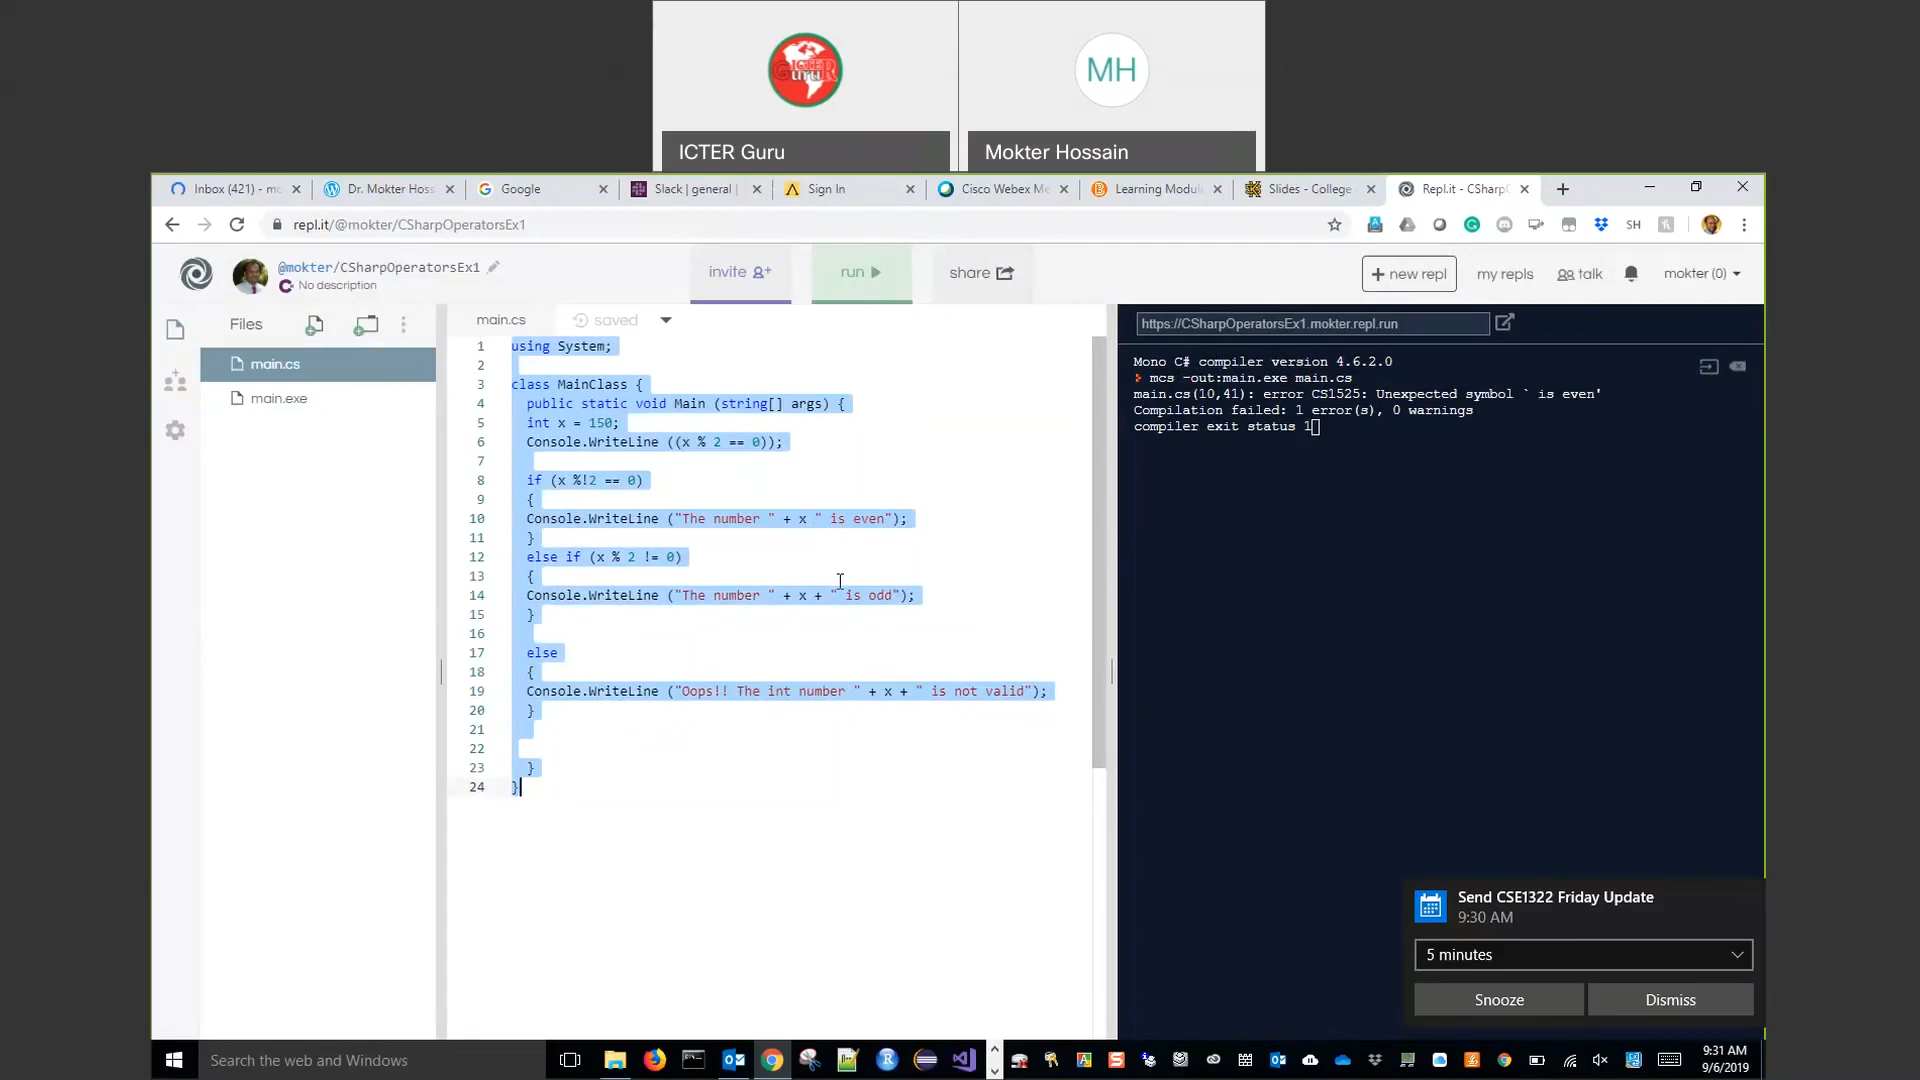 ICTER
GuruR
MH
ICTER Guru
Mokter Hossain
Inbox (421) - mo
Dr. Mokter Hoss
Google
Slack | general |
Sign In
Cisco Webex Me
Learning Modul
Slides - College
Repl.it - CSharpO
repl.it/@mokter/CSharpOperatorsEx1
SH
@mokter/CSharpOperatorsEx1
No description
invite
run
share
+ new repl
my repls
talk
mokter (0)
Files
main.cs
main.exe
main.cs
saved
1 using System;
2
3 class MainClass {
4 public static void Main (string[] args) {
5 int x = 150;
6 Console.WriteLine ((x % 2 == 0));
7
8 if (x %!2 == 0)
9 {
10 Console.WriteLine ("The number " + x " is even");
11 }
12 else if (x % 2 != 0)
13 {
14 Console.WriteLine ("The number " + x + " is odd");
15 }
16
17 else
18 {
19 Console.WriteLine ("Oops!! The int number " + x + " is not valid");
20 }
21
22
23 }
24 }
https://CSharpOperatorsEx1.mokter.repl.run
Mono C# compiler version 4.6.2.0
mcs -out:main.exe main.cs
main.cs(10,41): error CS1525: Unexpected symbol ` is even'
Compilation failed: 1 error(s), 0 warnings
compiler exit status 1
Send CSE1322 Friday Update
9:30 AM
5 minutes
Snooze
Dismiss
Search the web and Windows
9:31 AM
9/6/2019